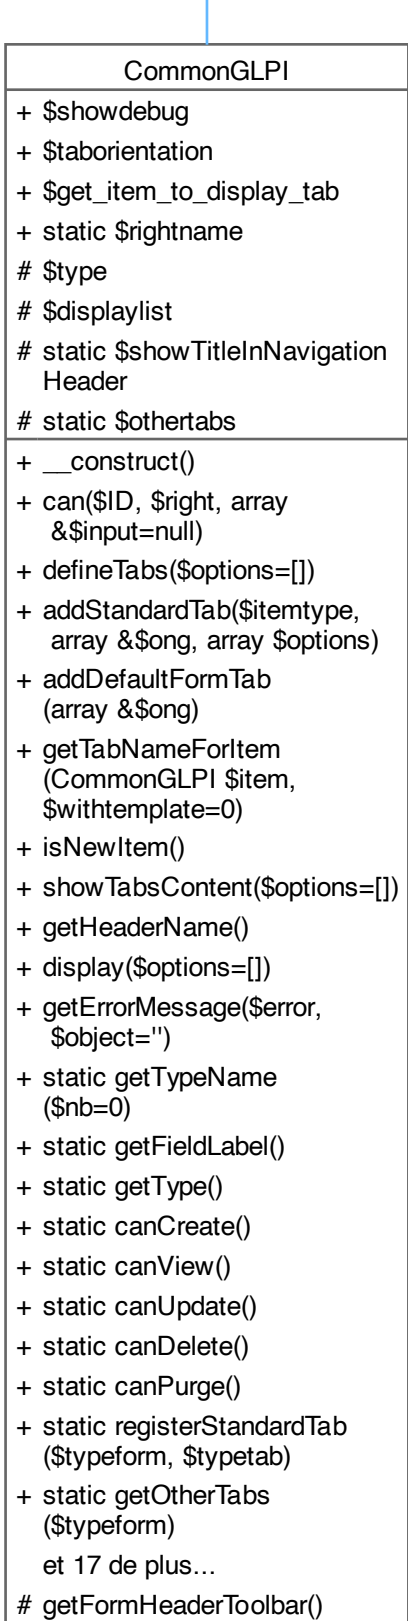 CommonGLPI
+ $showdebug
+ $taborientation
+ $get_item_to_display_tab
+ static $rightname
# $type
# $displaylist
# static $showTitleInNavigation
Header
# static $othertabs
+ __construct()
+ can($ID, $right, array
&$input=null)
+ defineTabs($options=[])
+ addStandardTab($itemtype,
array &$ong, array $options)
+ addDefaultFormTab
(array &$ong)
+ getTabNameForItem
(CommonGLPI $item,
$withtemplate=0)
+ isNewItem()
+ showTabsContent($options=[])
+ getHeaderName()
+ display($options=[])
+ getErrorMessage($error,
$object='')
+ static getTypeName
($nb=0)
+ static getFieldLabel()
+ static getType()
+ static canCreate()
+ static canView()
+ static canUpdate()
+ static canDelete()
+ static canPurge()
+ static registerStandardTab
($typeform, $typetab)
+ static getOtherTabs
($typeform)
et 17 de plus...
# getFormHeaderToolbar()